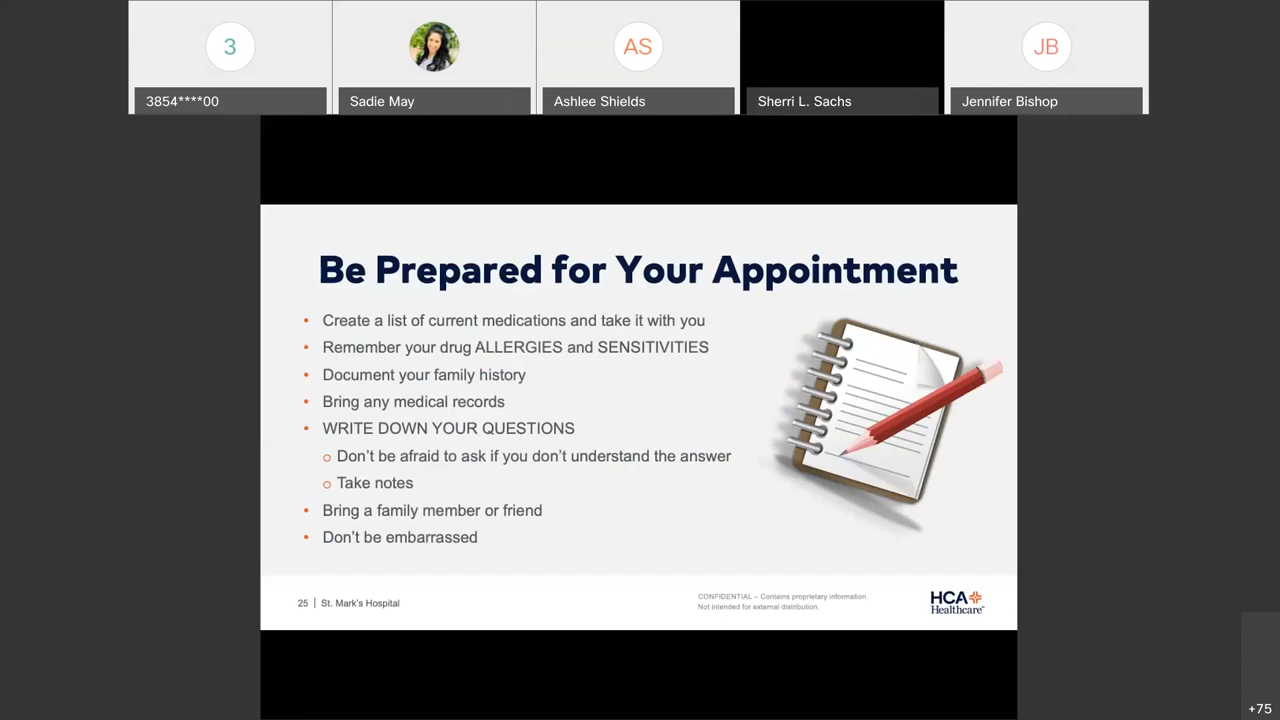 3
AS
JB
3854****00
Sadie May
Ashlee Shields
Sherri L. Sachs
Jennifer Bishop
Be Prepared for Your Appointment
• Create a list of current medications and take it with you
• Remember your drug ALLERGIES and SENSITIVITIES
• Document your family history
• Bring any medical records
• WRITE DOWN YOUR QUESTIONS
o Don’t be afraid to ask if you don’t understand the answer
o Take notes
• Bring a family member or friend
• Don’t be embarrassed
25 | St. Mark's Hospital
CONFIDENTIAL – Contains proprietary information.
Not intended for external distribution.
HCA
Healthcare
+75